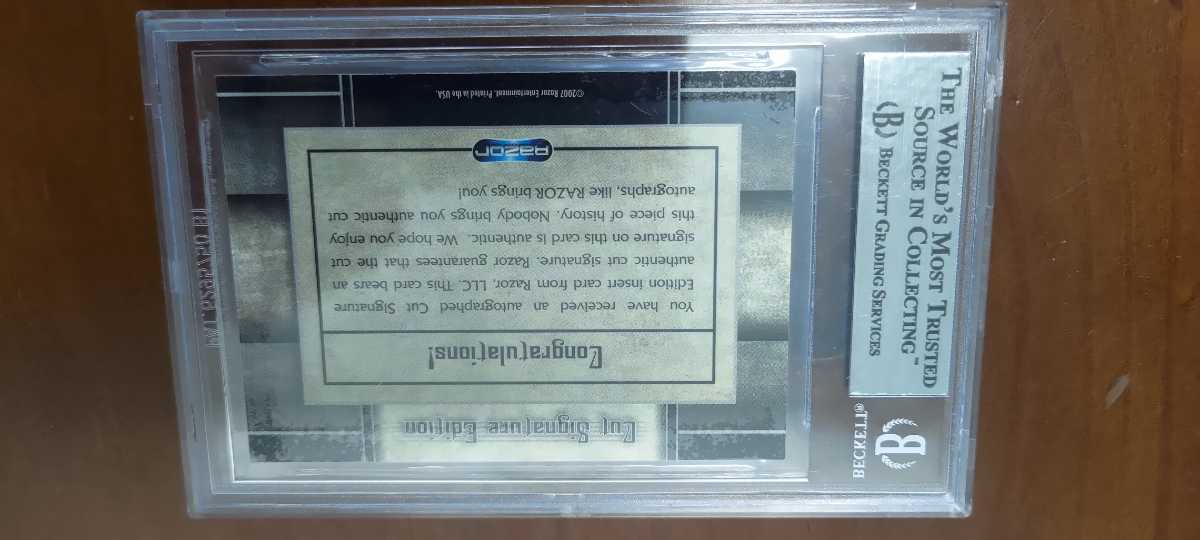 Cut Signature Edition
Congratulations!
You have received an autographed Cut Signature
Edition insert card from Razor, LLC. This card bears an
authentic cut signature. Razor guarantees that the cut
signature on this card is authentic. We hope you enjoy
this piece of history. Nobody brings you authentic cut
autographs, like RAZOR brings you!
RAZOR
©2007 Razor Entertainment. Printed in the USA.
THE WORLD'S MOST TRUSTED
SOURCE IN COLLECTING™
B BECKETT GRADING SERVICES
B
BECKETT®